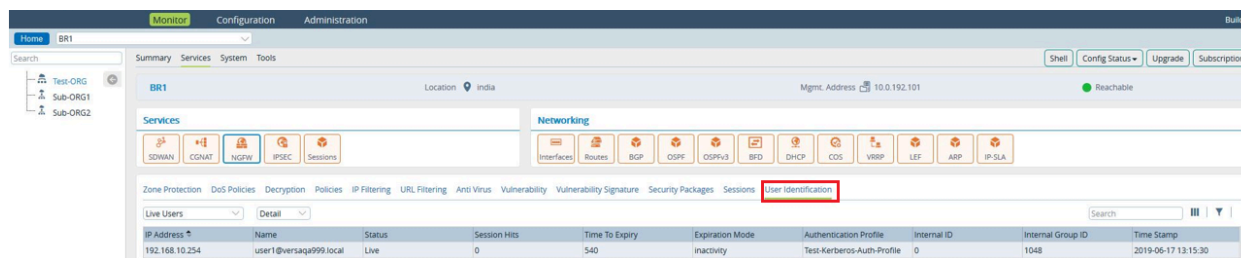 Monitor Configuration Administration
Home BR1
Search Summary Services System Tools Shell Config Status Upgrade
Test-ORG
Sub-ORG1
Sub-ORG2
BR1 Location India Mgmt. Address 10.0.192.101 Reachable
Services Networking
SDWAN CGNAT NGFW IPSEC Sessions Interfaces Routes BGP OSPF OSPFv3 BFD DHCP COS VRRP LEF ARP IP-SLA
Zone Protection DoS Policies Decryption Policies IP Filtering URL Filtering Anti Virus Vulnerability Vulnerability Signature Security Packages Sessions User Identification
Live Users Detail Search
IP Address Name Status Session Hits Time To Expiry Expiration Mode Authentication Profile Internal ID Internal Group ID Time Stamp
192.168.10.254 user1@versaqa999.local Live 0 540 inactivity Test-Kerberos-Auth-Profile 0 1048 2019-06-17 13:15:30